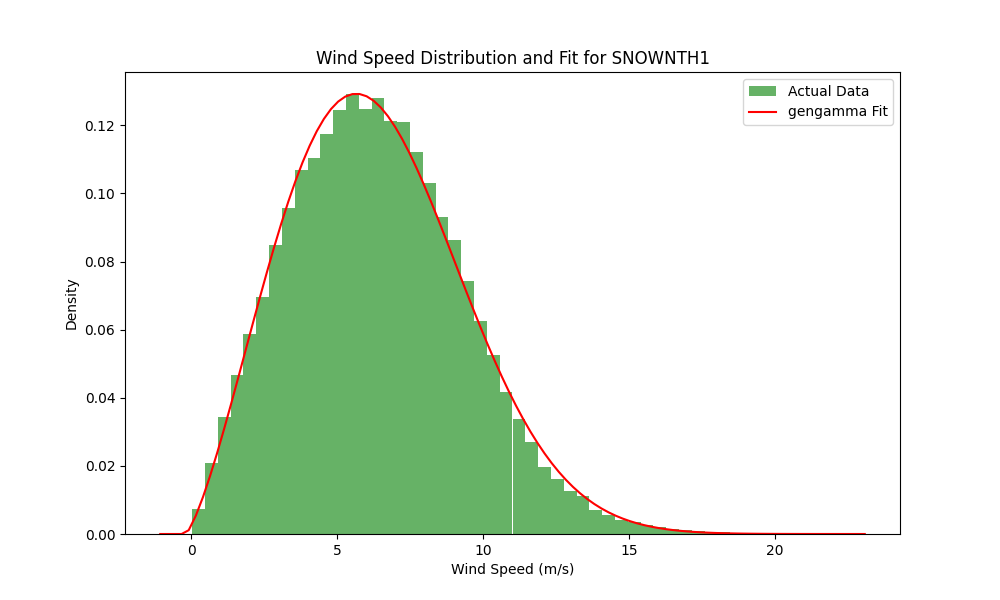 Wind Speed Distribution and Fit for SNOWNTH1
Actual Data
gengamma Fit
0.12
0.10
0.08
0.06
0.04
0.02
0.00
Density
0
5
10
15
20
Wind Speed (m/s)